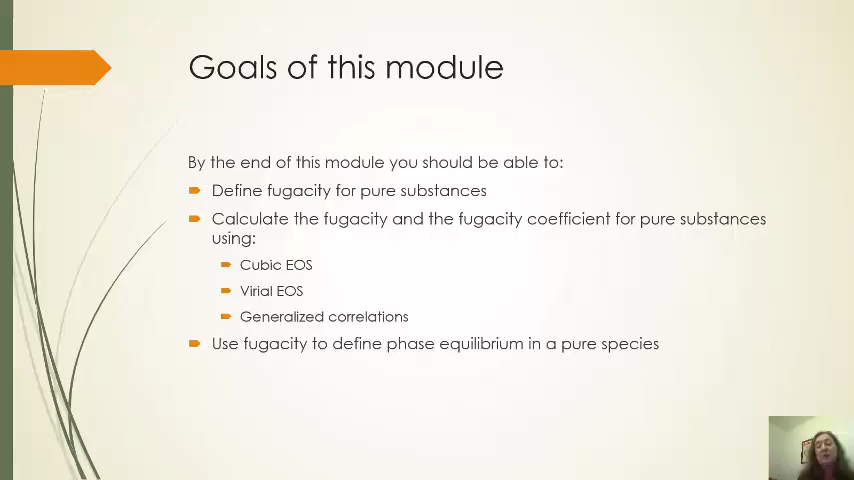 Goals of this module
By the end of this module you should be able to:
Define fugacity for pure substances
Calculate the fugacity and the fugacity coefficient for pure substances
using:
Cubic EOS
Virial EOS
Generalized correlations
Use fugacity to define phase equilibrium in a pure species